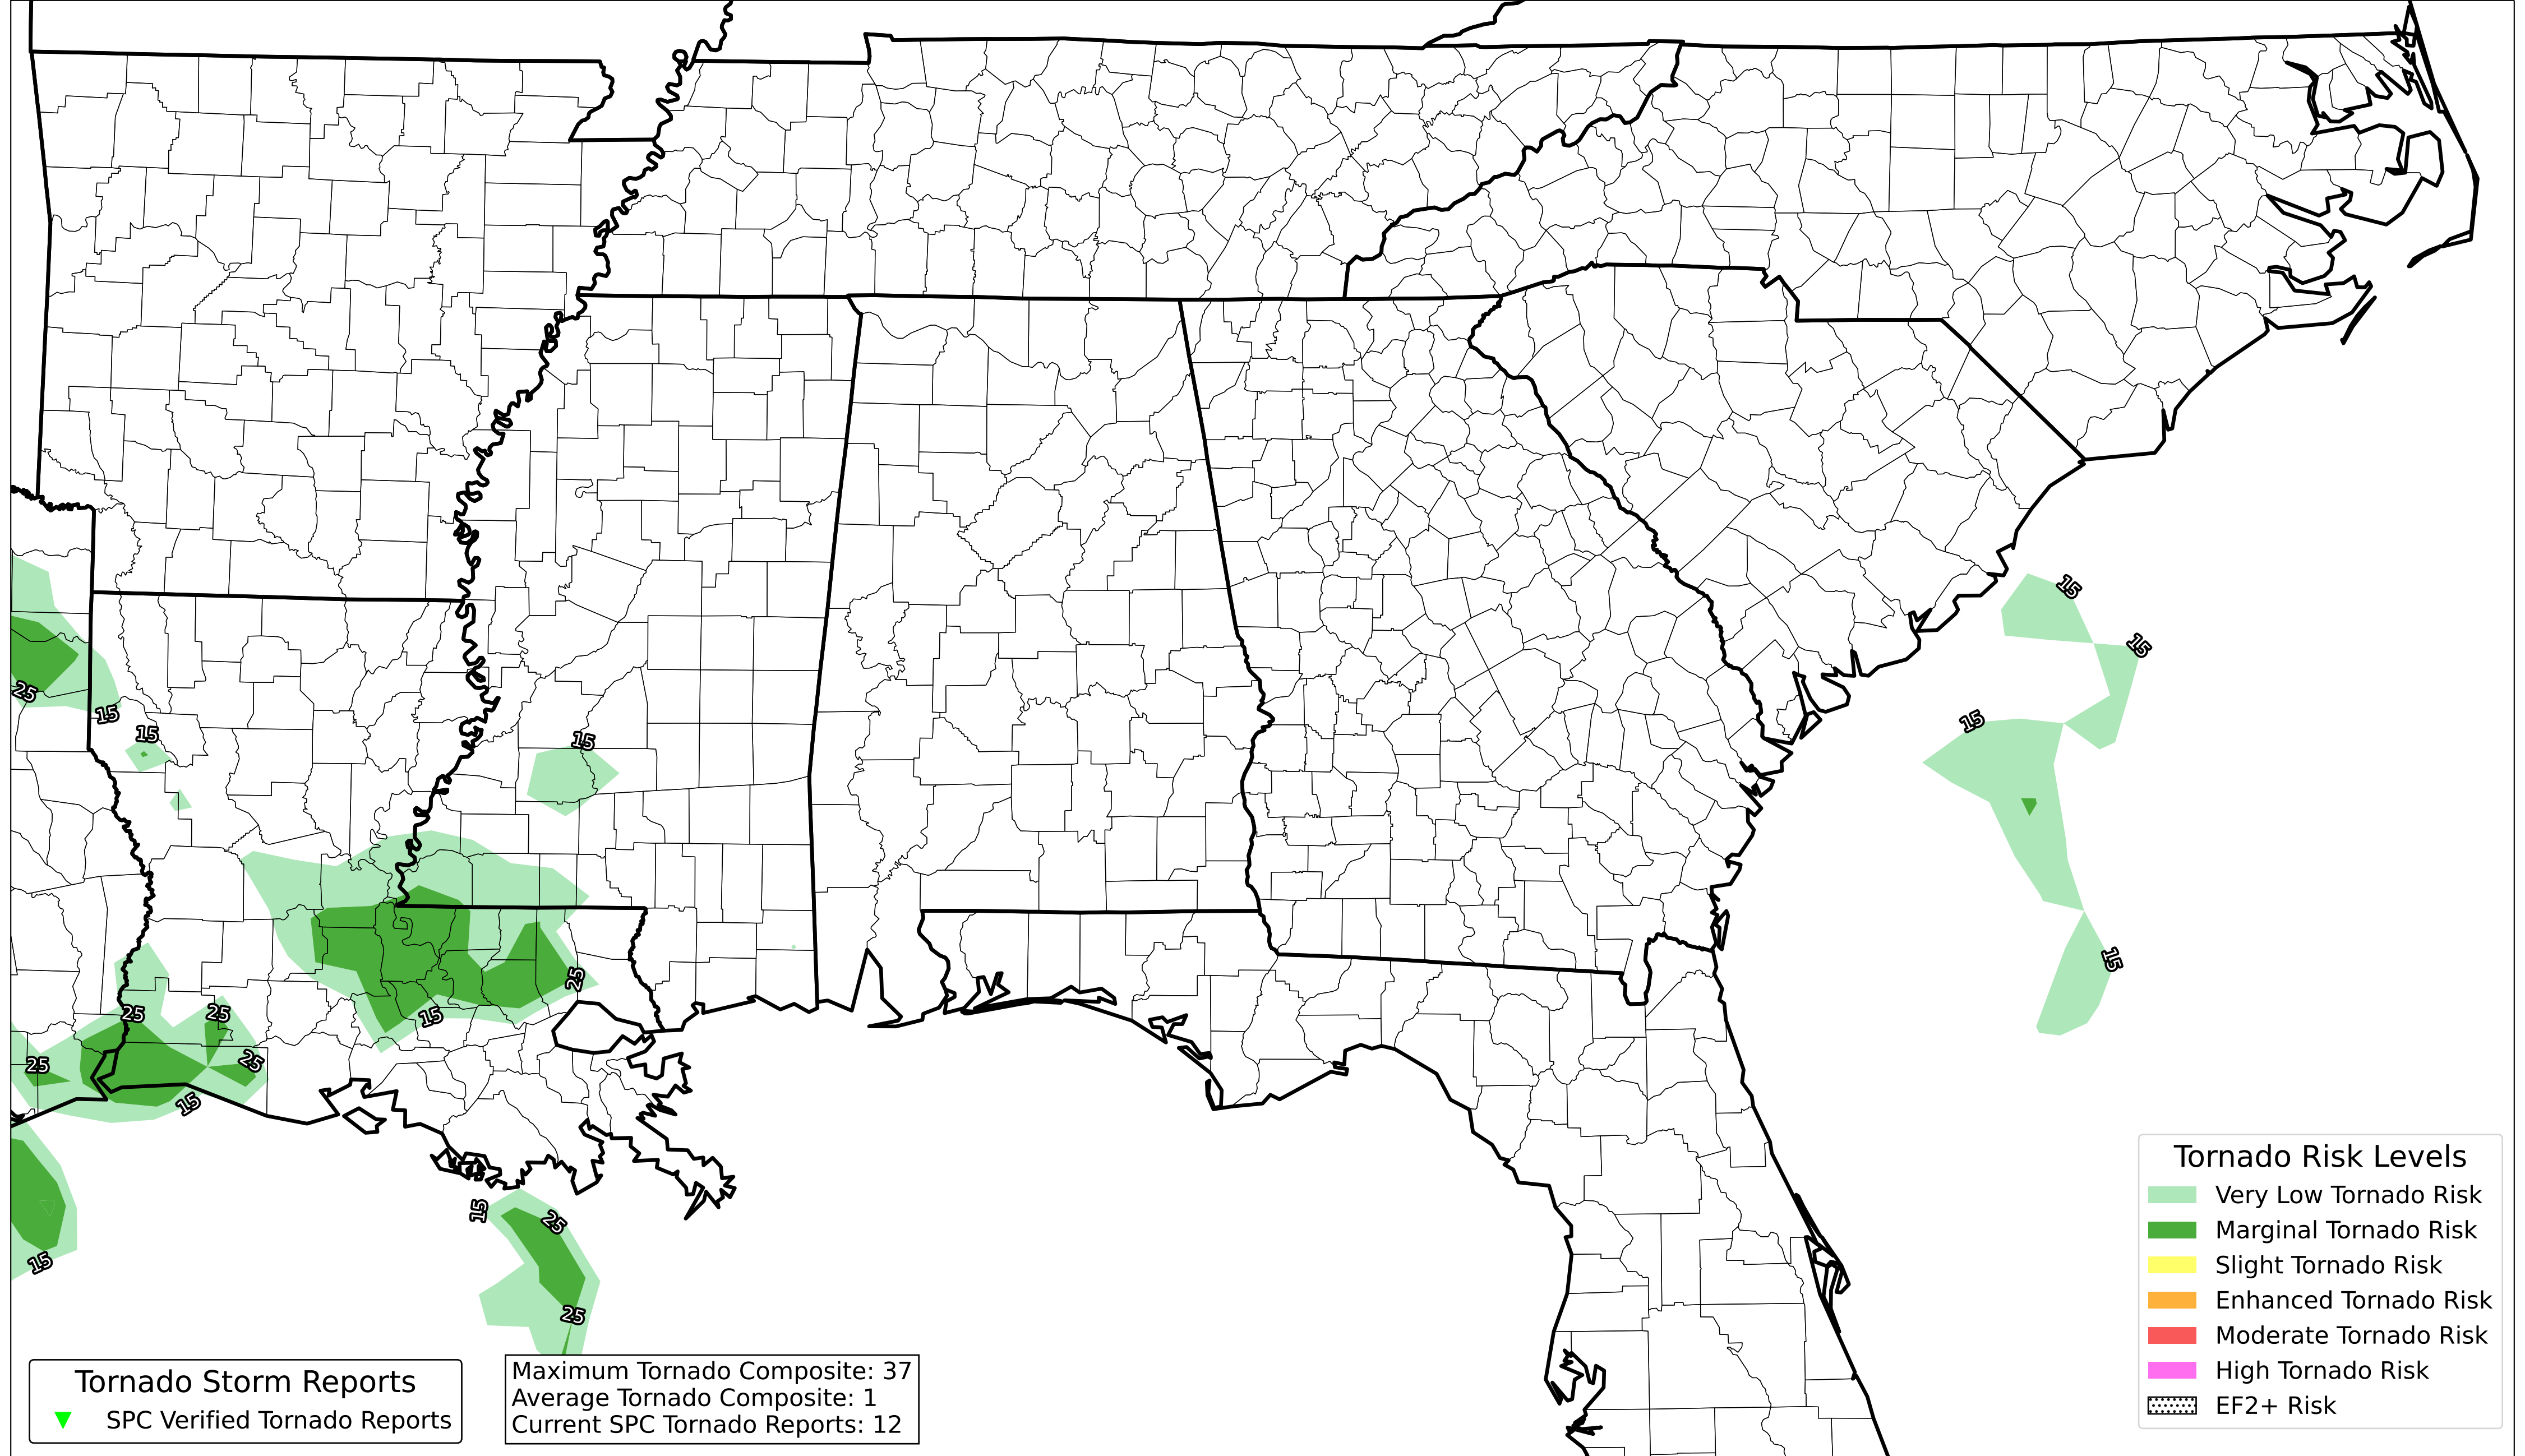 15
15
15
25
15
15
15
25
15
25
15
25
25
25
15
15
15
25
25
Tornado Storm Reports
SPC Verified Tornado Reports
Maximum Tornado Composite: 37
Average Tornado Composite: 1
Current SPC Tornado Reports: 12
Tornado Risk Levels
Very Low Tornado Risk
Marginal Tornado Risk
Slight Tornado Risk
Enhanced Tornado Risk
Moderate Tornado Risk
High Tornado Risk
EF2+ Risk